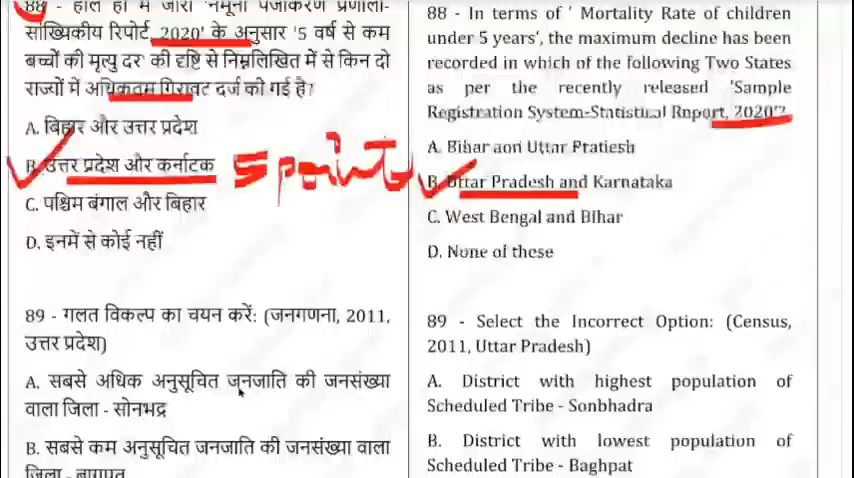 88 - हाल ही में जारी 'नमूना पंजीकरण प्रणाली-
सांख्यिकीय रिपोर्ट, 2020' के अनुसार '5 वर्ष से कम
बच्चों की मृत्यु दर' की दृष्टि से निम्नलिखित में से किन दो
राज्यों में अधिकतम गिरावट दर्ज की गई है?
A. बिहार और उत्तर प्रदेश
B. उत्तर प्रदेश और कर्नाटक
5 points
C. पश्चिम बंगाल और बिहार
D. इनमें से कोई नहीं
89 - गलत विकल्प का चयन करें: (जनगणना, 2011,
उत्तर प्रदेश)
A. सबसे अधिक अनुसूचित जनजाति की जनसंख्या
वाला जिला - सोनभद्र
B. सबसे कम अनुसूचित जनजाति की जनसंख्या वाला
जिला - बागपत
88 - In terms of ' Mortality Rate of children
under 5 years', the maximum decline has been
recorded in which of the following Two States
as per the recently released 'Sample
Registration System-Statistical Report, 2020'?
A. Bihar and Uttar Pradesh
B. Uttar Pradesh and Karnataka
C. West Bengal and Bihar
D. None of these
89 - Select the Incorrect Option: (Census,
2011, Uttar Pradesh)
A. District with highest population of
Scheduled Tribe - Sonbhadra
B. District with lowest population of
Scheduled Tribe - Baghpat